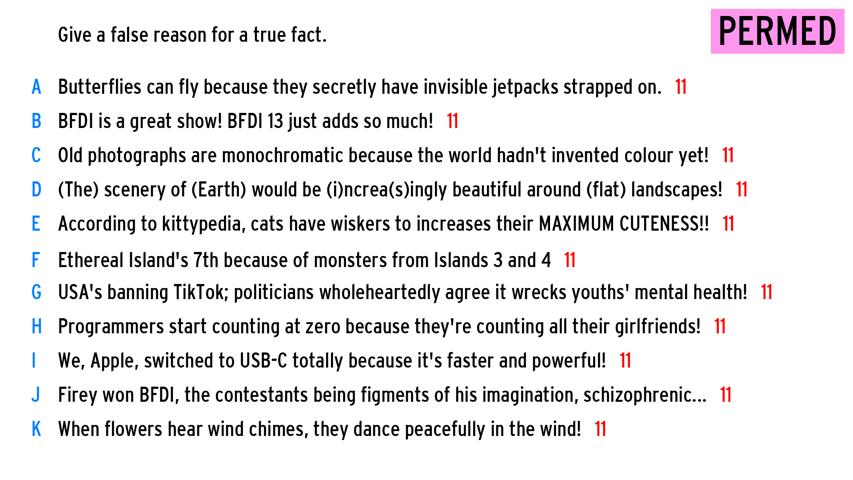 Give a false reason for a true fact.
PERMED
A Butterflies can fly because they secretly have invisible jetpacks strapped on. 11
B BFDI is a great show! BFDI 13 just adds so much! 11
C Old photographs are monochromatic because the world hadn't invented colour yet! 11
D (The) scenery of (Earth) would be (i)ncrea(s)ingly beautiful around (flat) landscapes! 11
E According to kittypedia, cats have wiskers to increases their MAXIMUM CUTENESS!! 11
F Ethereal Island's 7th because of monsters from Islands 3 and 4 11
G USA's banning TikTok; politicians wholeheartedly agree it wrecks youths' mental health! 11
H Programmers start counting at zero because they're counting all their girlfriends! 11
I We, Apple, switched to USB-C totally because it's faster and powerful! 11
J Firey won BFDI, the contestants being figments of his imagination, schizophrenic... 11
K When flowers hear wind chimes, they dance peacefully in the wind! 11